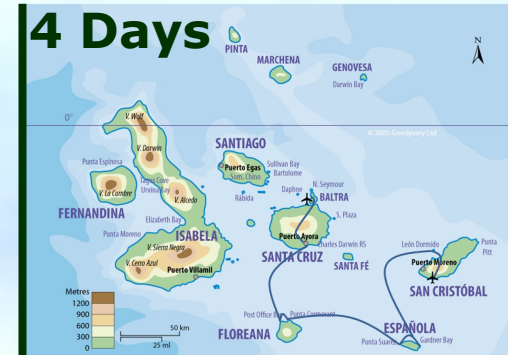 4 Days
PINTA
MARCHENA
GENOVESA
Darwin Bay
N
0°
© 2003 Geodyssey Ltd
V. Wolf
V. Darwin
SANTIAGO
Punta Espinosa
Puerto Egas
Sullivan Bay
Som. Chino
Bartolome
Tagus Cove
Urvina Bay
V. La Cumbre
V. Alcedo
Rábida
Daphne
N. Seymour
BALTRA
FERNANDINA
Elizabeth Bay
S. Plaza
Punta Moreno
ISABELA
Puerto Ayora
Charles Darwin RS
León Dormido
Punta
Pitt
V. Sierra Negra
SANTA CRUZ
SANTA FÉ
Puerto Moreno
V. Cerro Azul
Puerto Villamil
SAN CRISTÓBAL
Metres
1200
900
600
300
0
50 km
25 ml
Post Office Bay
Punta Cormorant
FLOREANA
ESPAÑOLA
Punta Suarez
Gardner Bay